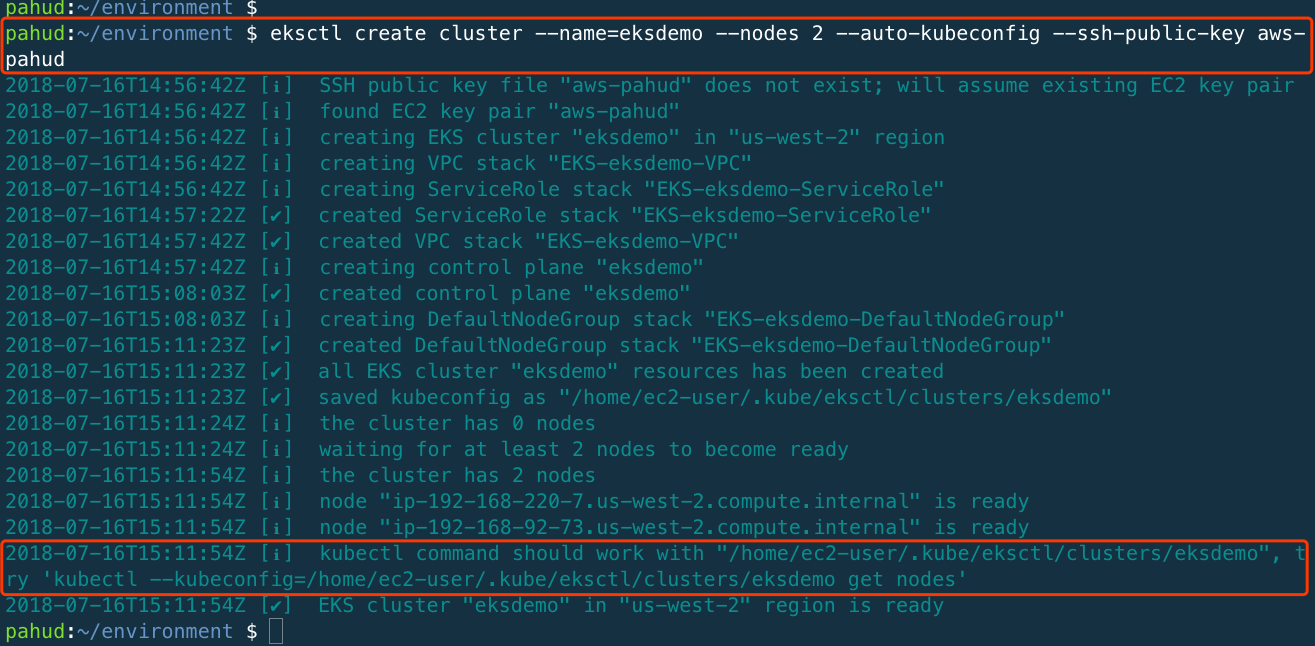 pahud:~/environment $
pahud:~/environment $ eksctl create cluster --name=eksdemo --nodes 2 --auto-kubeconfig --ssh-public-key aws-
pahud
2018-07-16T14:56:42Z [ℹ]  SSH public key file "aws-pahud" does not exist; will assume existing EC2 key pair
2018-07-16T14:56:42Z [ℹ]  found EC2 key pair "aws-pahud"
2018-07-16T14:56:42Z [ℹ]  creating EKS cluster "eksdemo" in "us-west-2" region
2018-07-16T14:56:42Z [ℹ]  creating VPC stack "EKS-eksdemo-VPC"
2018-07-16T14:56:42Z [ℹ]  creating ServiceRole stack "EKS-eksdemo-ServiceRole"
2018-07-16T14:57:22Z [✔]  created ServiceRole stack "EKS-eksdemo-ServiceRole"
2018-07-16T14:57:42Z [✔]  created VPC stack "EKS-eksdemo-VPC"
2018-07-16T14:57:42Z [ℹ]  creating control plane "eksdemo"
2018-07-16T15:08:03Z [✔]  created control plane "eksdemo"
2018-07-16T15:08:03Z [ℹ]  creating DefaultNodeGroup stack "EKS-eksdemo-DefaultNodeGroup"
2018-07-16T15:11:23Z [✔]  created DefaultNodeGroup stack "EKS-eksdemo-DefaultNodeGroup"
2018-07-16T15:11:23Z [✔]  all EKS cluster "eksdemo" resources has been created
2018-07-16T15:11:23Z [✔]  saved kubeconfig as "/home/ec2-user/.kube/eksctl/clusters/eksdemo"
2018-07-16T15:11:24Z [ℹ]  the cluster has 0 nodes
2018-07-16T15:11:24Z [ℹ]  waiting for at least 2 nodes to become ready
2018-07-16T15:11:54Z [ℹ]  the cluster has 2 nodes
2018-07-16T15:11:54Z [ℹ]  node "ip-192-168-220-7.us-west-2.compute.internal" is ready
2018-07-16T15:11:54Z [ℹ]  node "ip-192-168-92-73.us-west-2.compute.internal" is ready
2018-07-16T15:11:54Z [ℹ]  kubectl command should work with "/home/ec2-user/.kube/eksctl/clusters/eksdemo", t
ry 'kubectl --kubeconfig=/home/ec2-user/.kube/eksctl/clusters/eksdemo get nodes'
2018-07-16T15:11:54Z [✔]  EKS cluster "eksdemo" in "us-west-2" region is ready
pahud:~/environment $